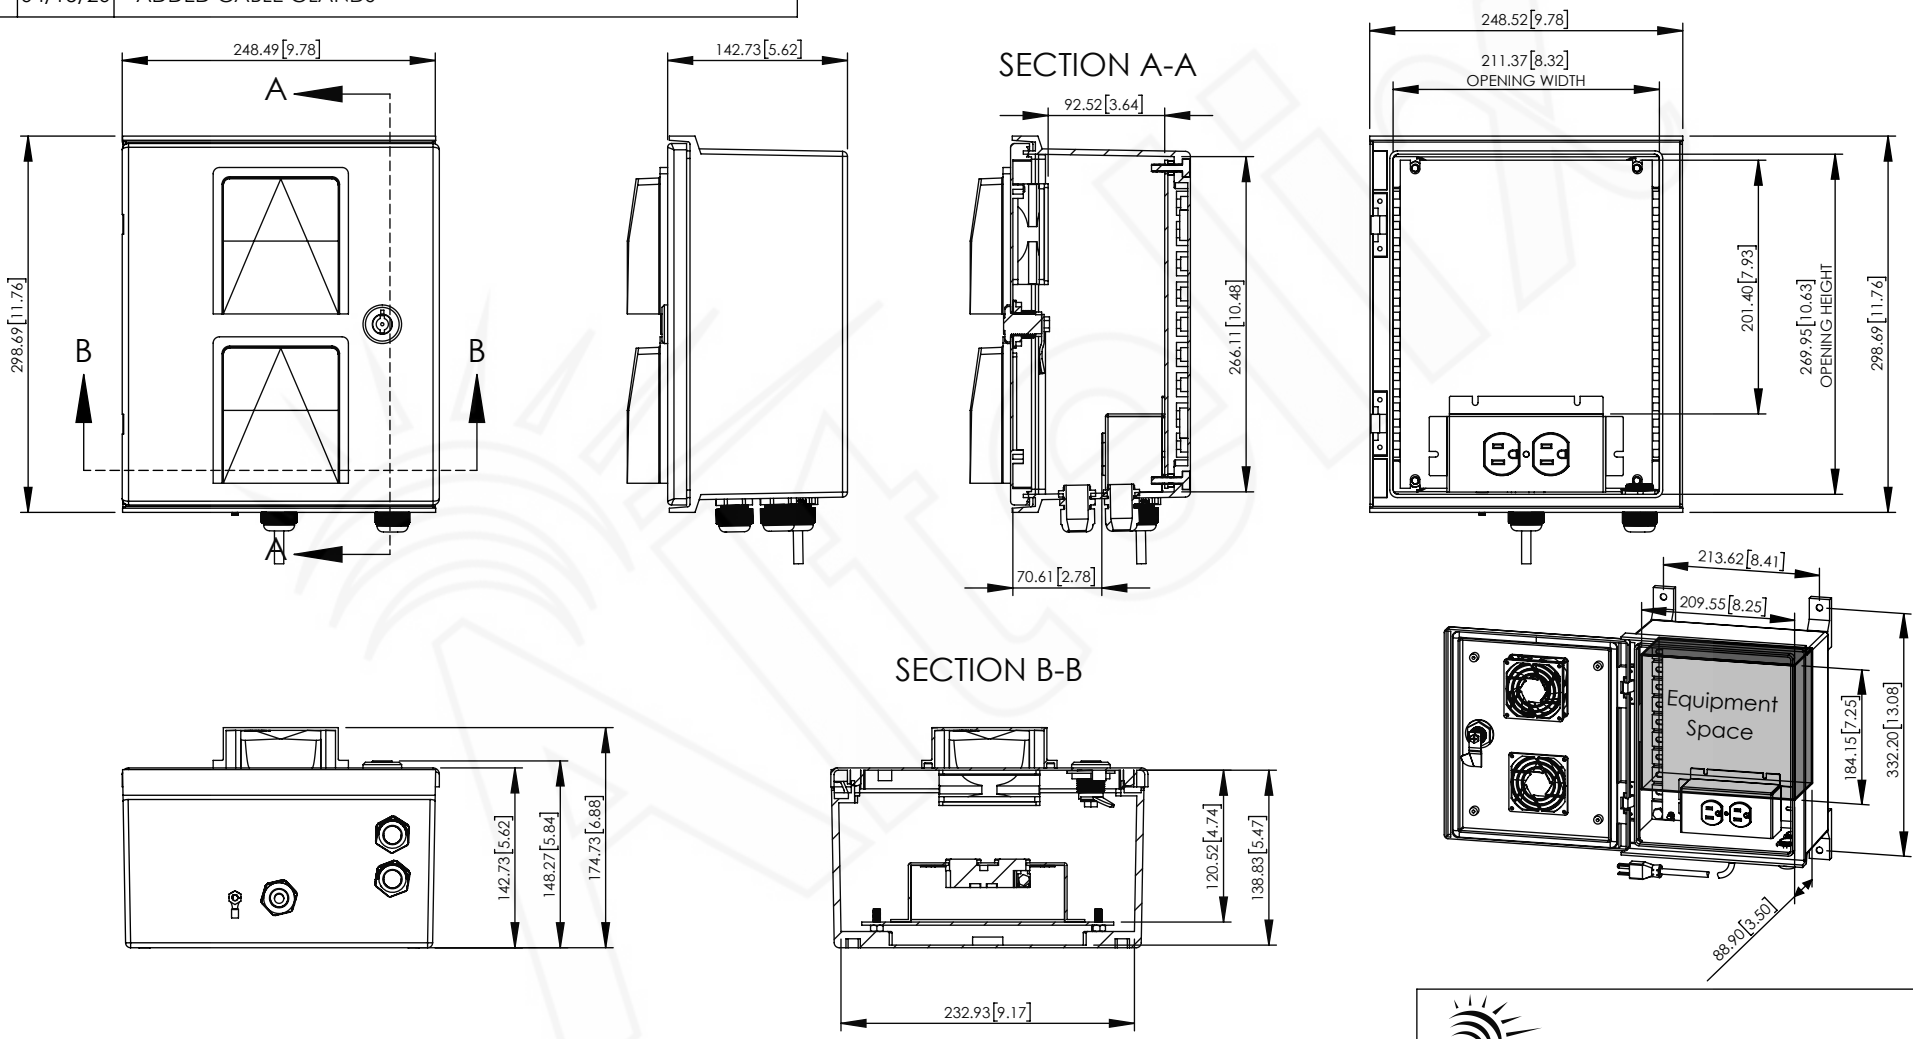 ADDED CABLE GLANDS
248.49[9.78]
142.73[5.62]
SECTION A-A
92.52[3.64]
248.52[9.78]
211.37[8.32]
OPENING WIDTH
A
298.69[11.76]
B
B
A
266.11[10.48]
70.61[2.78]
201.40[7.93]
269.95[10.63]
OPENING HEIGHT
298.69[11.76]
213.62[8.41]
209.55[8.25]
Equipment
Space
184.15[7.25]
332.20[13.08]
88.90[3.50]
SECTION B-B
142.73[5.62]
148.27[5.84]
174.73[6.88]
120.52[4.74]
138.83[5.47]
232.93[9.17]
Altelix